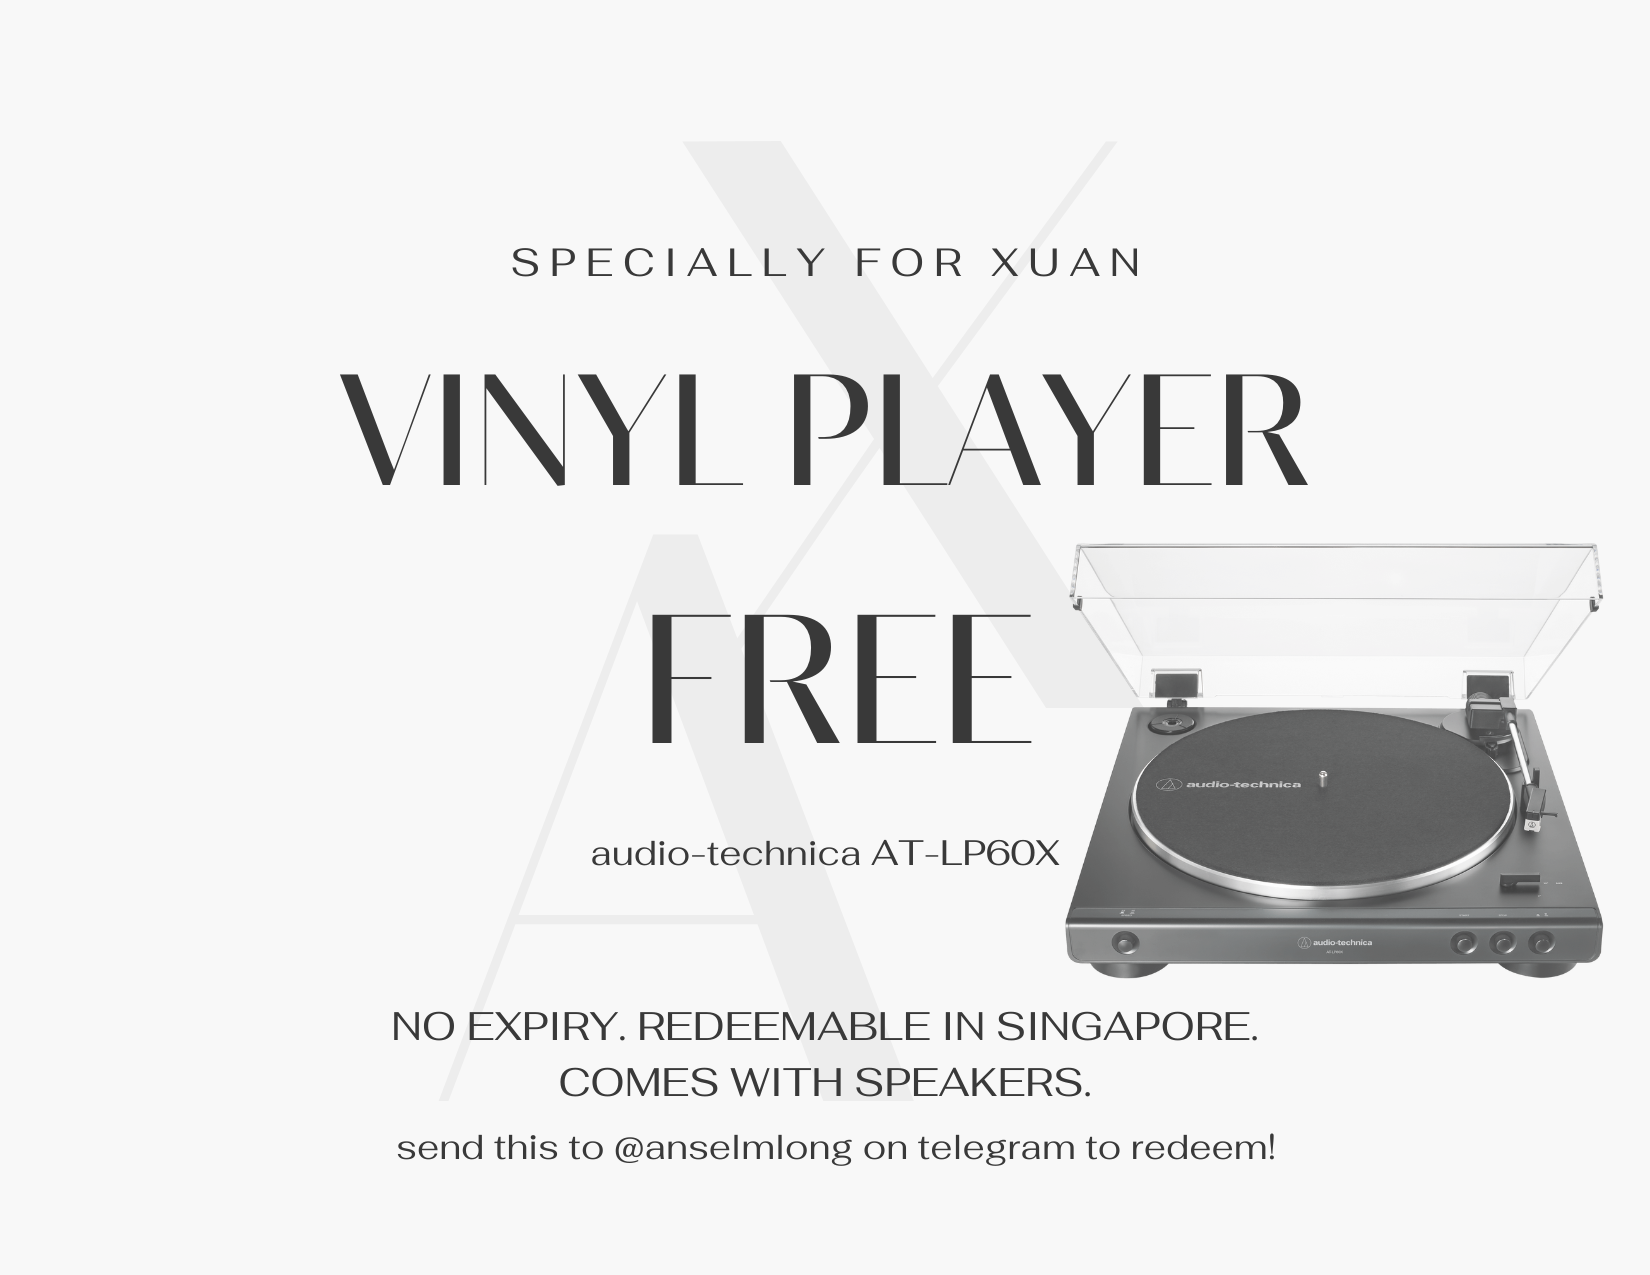 SPECIALLY FOR XUAN
VINYL PLAYER
FREE
audio-technica
audio-technica AT-LP60X
audio-technica
NO EXPIRY. REDEEMABLE IN SINGAPORE.
COMES WITH SPEAKERS.
send this to @anselmlong on telegram to redeem!
X
A